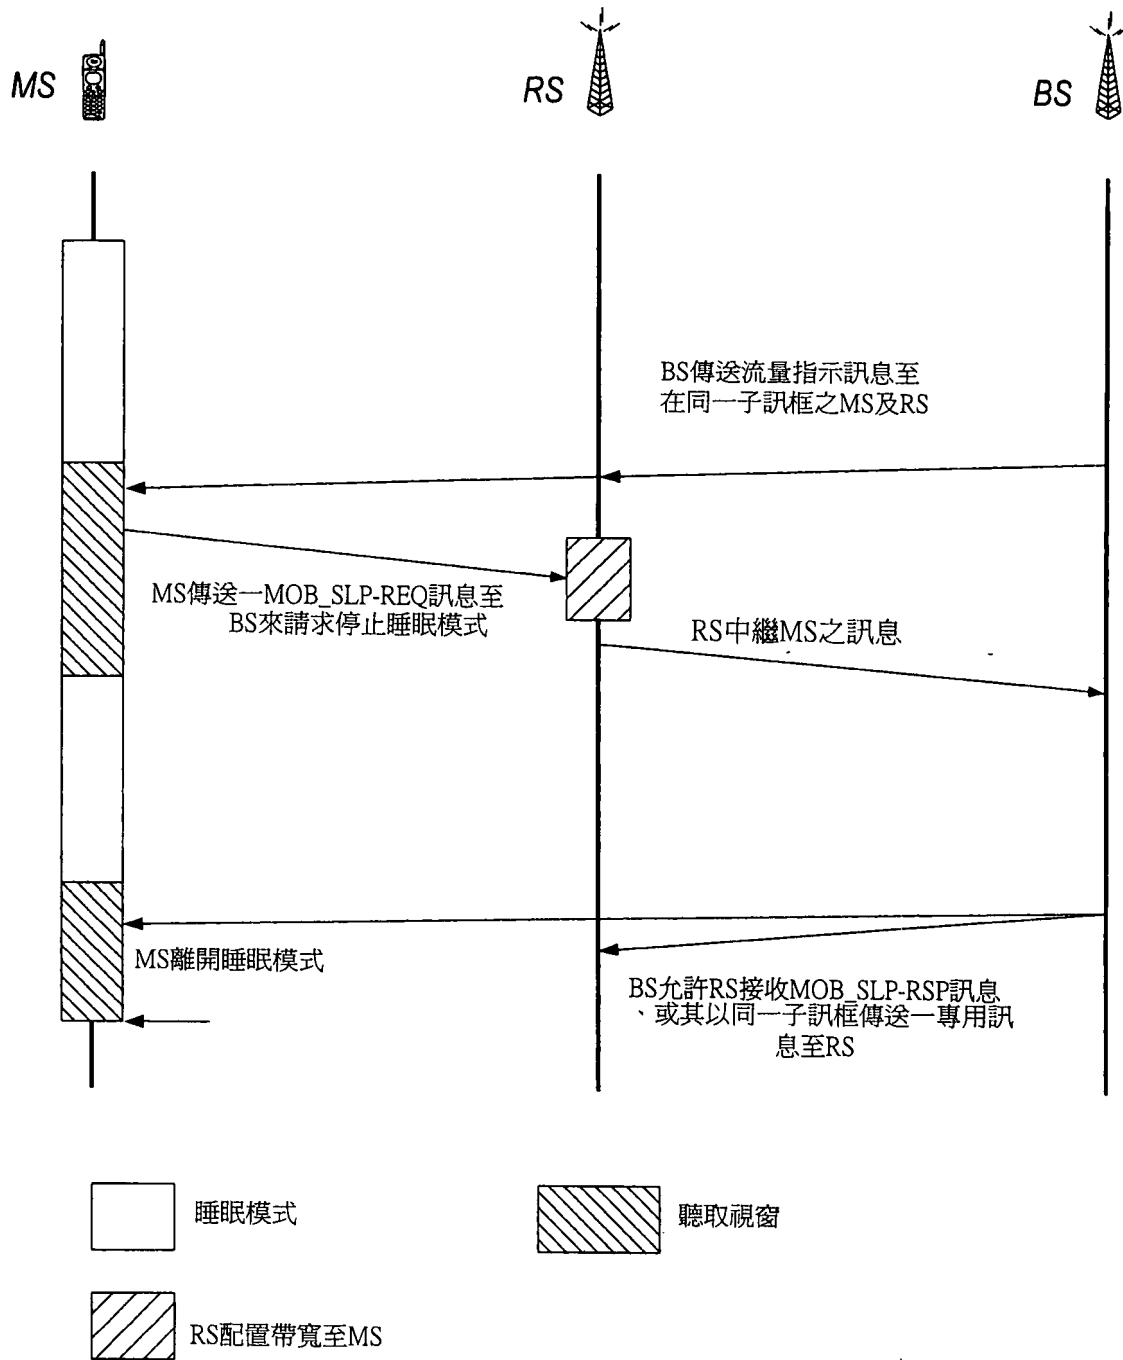 MS
RS
BS
BS傳送流量指示訊息至
在同一子訊框之MS及RS
MS傳送一MOB_SLP-REQ訊息至
BS來請求停止睡眠模式
RS中繼MS之訊息
MS離開睡眠模式
BS允許RS接收MOB_SLP-RSP訊息
、或其以同一子訊框傳送一專用訊
息至RS
睡眠模式
聽取視窗
RS配置帶寬至MS